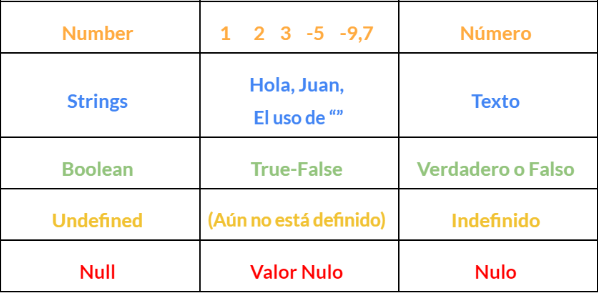 Number 1 2 3 -5 -9,7 Número
Strings Hola, Juan, El uso de “” Texto
Boolean True-False Verdadero o Falso
Undefined (Aún no está definido) Indefinido
Null Valor Nulo Nulo